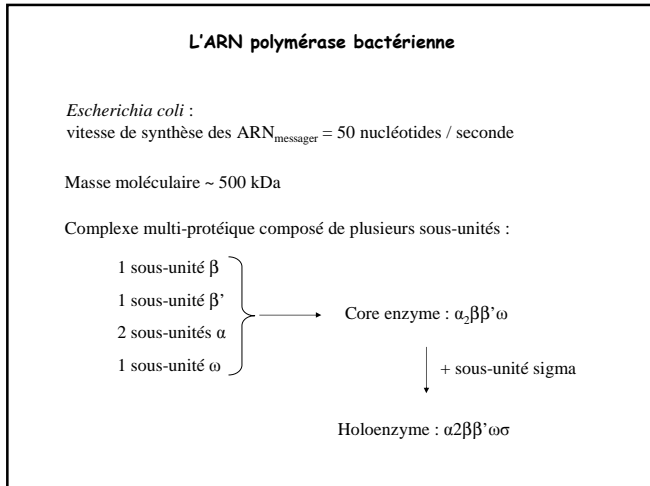 L'ARN polymérase bactérienne
Escherichia coli :
vitesse de synthèse des ARNmessager = 50 nucléotides / seconde
Masse moléculaire ~ 500 kDa
Complexe multi-protéique composé de plusieurs sous-unités :
1 sous-unité β
1 sous-unité β’
2 sous-unités α
1 sous-unité ω
Core enzyme : α₂ββ’ω
+ sous-unité sigma
Holoenzyme : α2ββ’ωσ